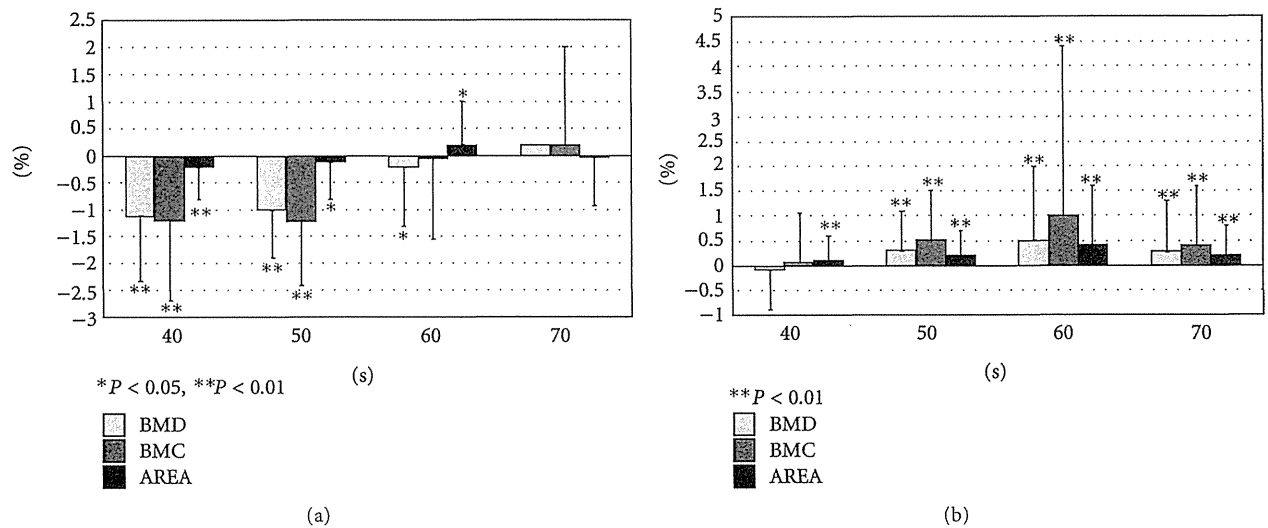 2.5
2
1.5
1
0.5
0
−0.5
−1
−1.5
−2
−2.5
−3
(%)
** ** **
** ** *
* *
40 50 60 70
(s)
*P < 0.05, **P < 0.01
BMD
BMC
AREA
(a)
5
4.5
4
3.5
3
2.5
2
1.5
1
0.5
0
−0.5
−1
(%)
**
** ** **
** ** **
** ** **
40 50 60 70
(s)
**P < 0.01
BMD
BMC
AREA
(b)